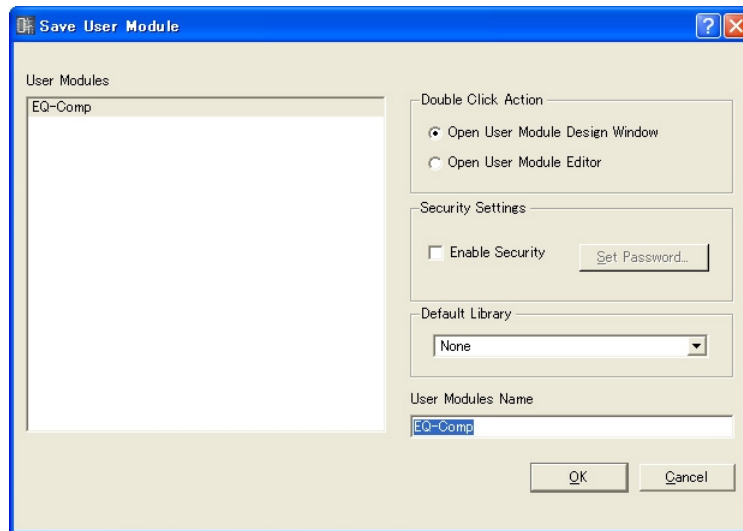 Save User Module
User Modules
EQ-Comp
Double Click Action
Open User Module Design Window
Open User Module Editor
Security Settings
Enable Security
Set Password...
Default Library
None
User Modules Name
EQ-Comp
OK
Cancel